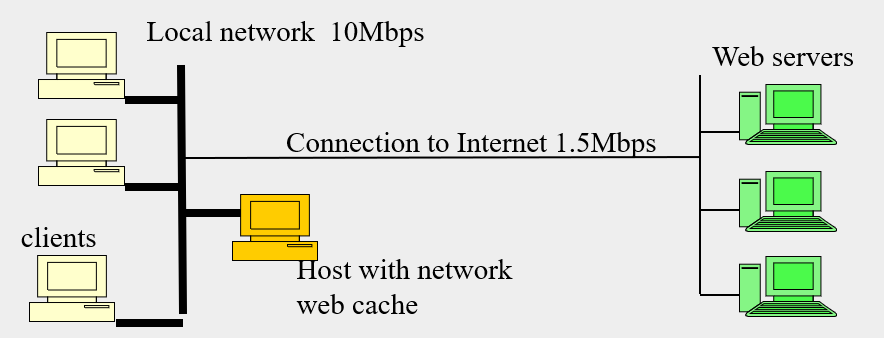 Local network  10Mbps
Web servers
Connection to Internet 1.5Mbps
clients
Host with network
web cache